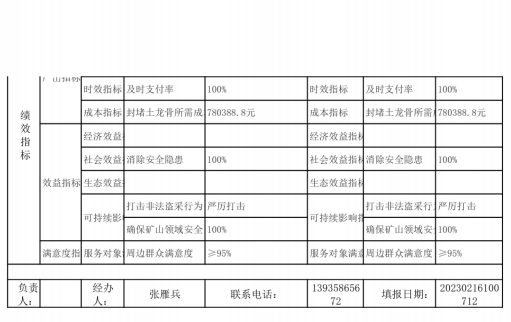 时效指标 及时支付率 100% 时效指标 及时支付率 100%
成本指标 封堵土龙骨所需成 780388.8元 成本指标 封堵土龙骨所需 780388.8元
绩效指标
经济效益 经济效益指标
社会效益 消除安全隐患 100% 社会效益指标 消除安全隐患 100%
效益指标 生态效益 生态效益指标
打击非法盗采行为 严厉打击 打击非法盗采行 严厉打击
可持续影 可持续影响指
确保矿山领域安全 100% 确保矿山领域安 100%
满意度指 服务对象 周边群众满意度 ≥95% 服务对象满 周边群众满意度 ≥95%
负责人: 经办人: 张雁兵 联系电话: 13935865672 填报日期: 20230216100712